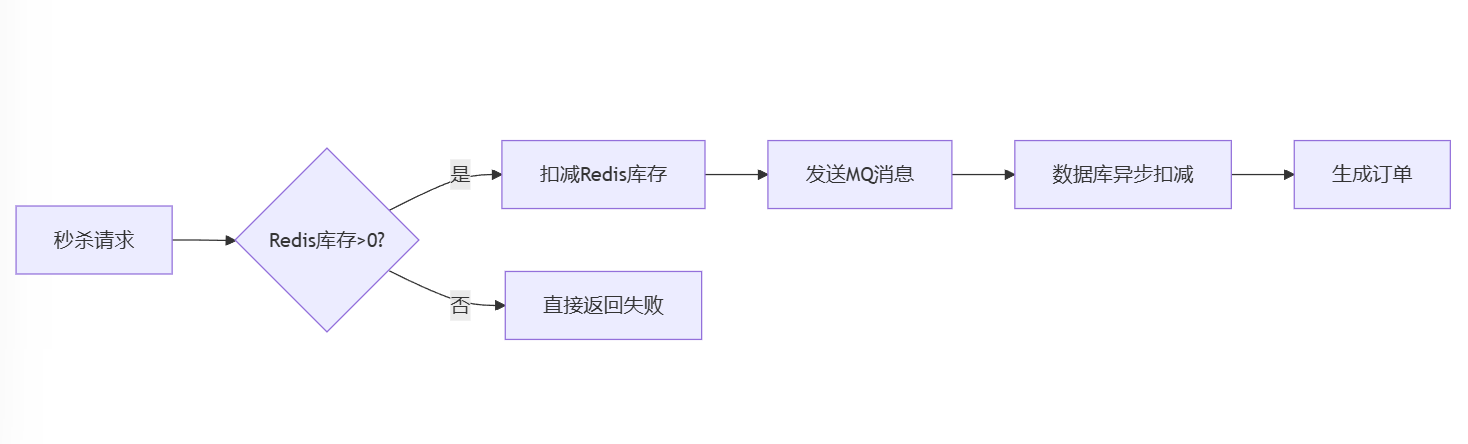 秒杀请求
Redis库存>0?
是
扣减Redis库存
发送MQ消息
数据库异步扣减
生成订单
否
直接返回失败